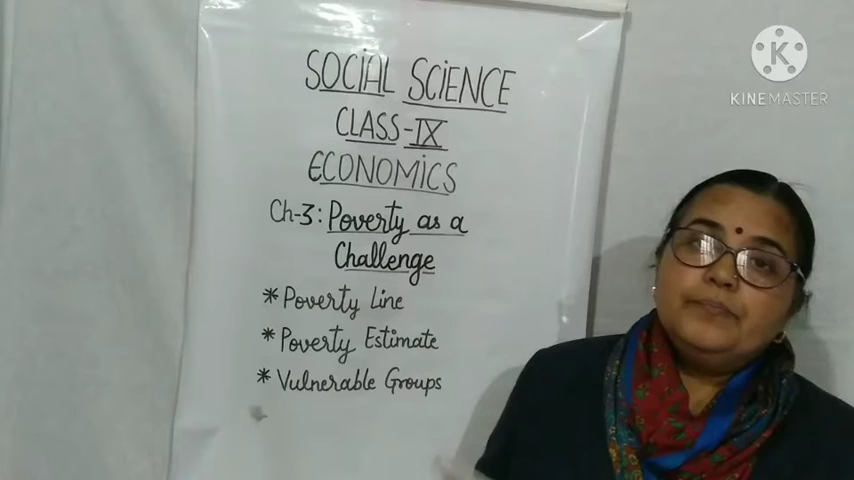 SOCIAL SCIENCE
CLASS-IX
ECONOMICS
Ch-3: Poverty as a
Challenge
* Poverty Line
* Poverty Estimate
* Vulnerable Groups
K
KINEMASTER